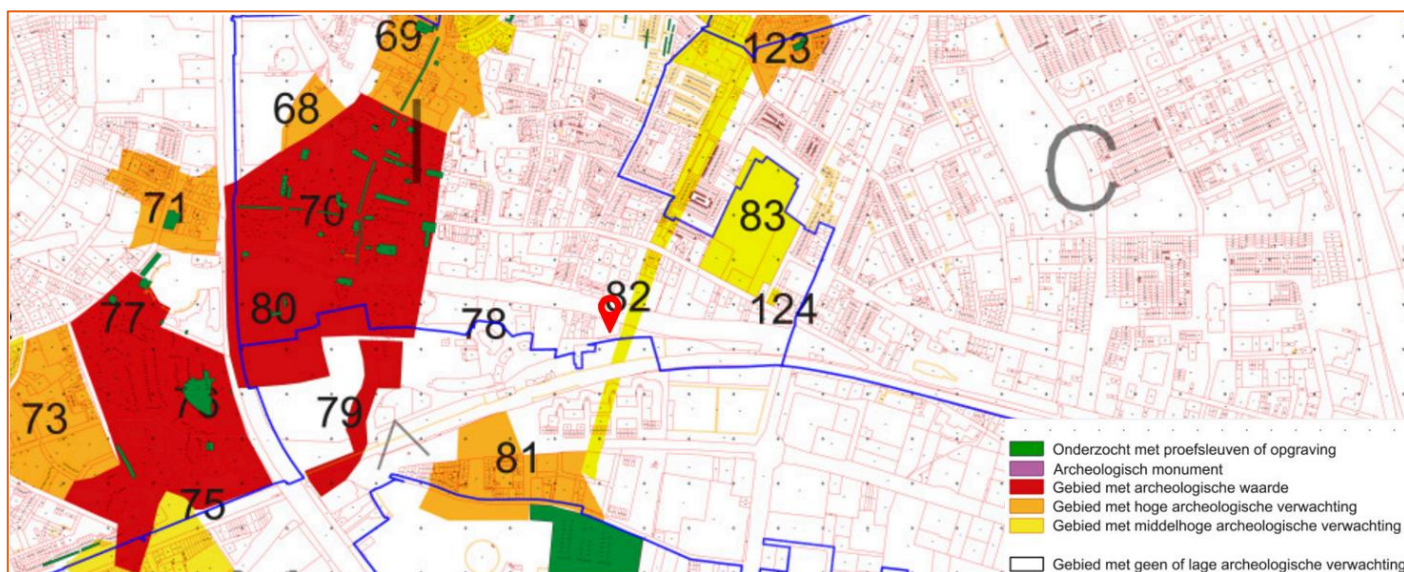 69
123
68
C
71
70
83
77
80
78
82
124
76
73
79
81
75
Onderzocht met proefsleuven of opgraving
Archeologisch monument
Gebied met archeologische waarde
Gebied met hoge archeologische verwachting
Gebied met middelhoge archeologische verwachting
Gebied met geen of lage archeologische verwachting